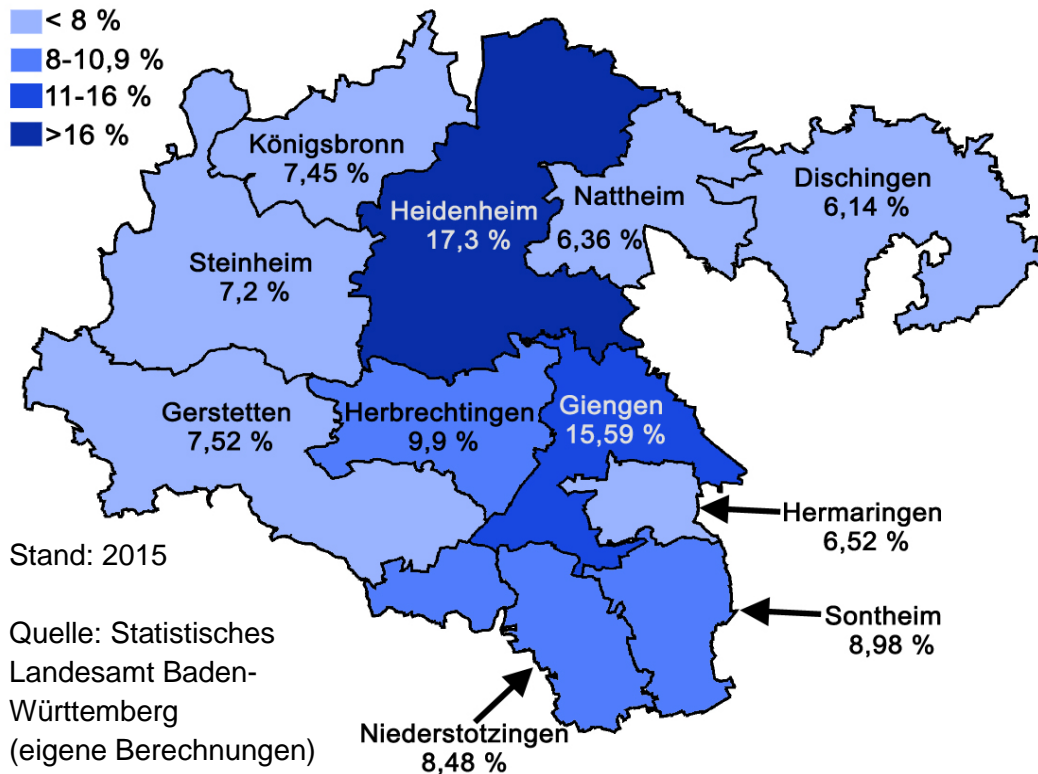 < 8 %
8-10,9 %
11-16 %
>16 %
Königsbronn
7,45 %
Heidenheim
17,3 %
Nattheim
6,36 %
Dischingen
6,14 %
Steinheim
7,2 %
Gerstetten
7,52 %
Herbrechtingen
9,9 %
Giengen
15,59 %
Hermaringen
6,52 %
Sontheim
8,98 %
Niederstotzingen
8,48 %
Stand: 2015
Quelle: Statistisches
Landesamt Baden-
Württemberg
(eigene Berechnungen)